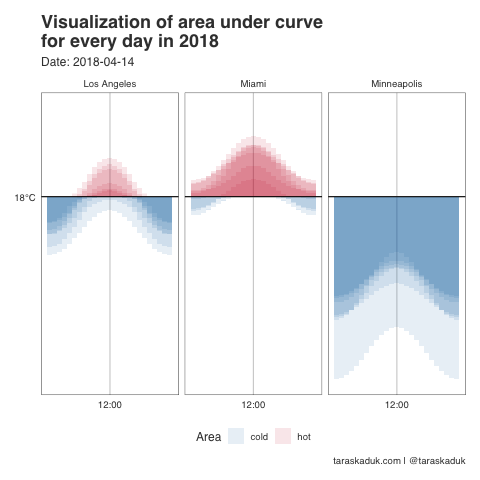 Visualization of area under curve
for every day in 2018
Date: 2018-04-14
Los Angeles
Miami
Minneapolis
18°C
12:00
12:00
12:00
Area
cold
hot
taraskaduk.com | @taraskaduk